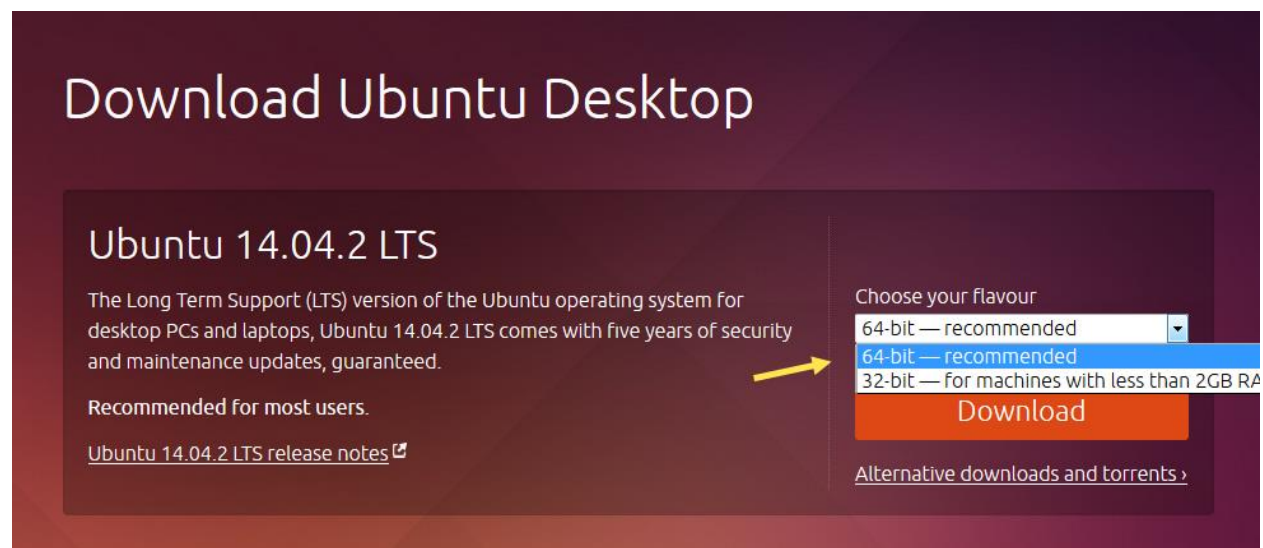 Download Ubuntu Desktop
Ubuntu 14.04.2 LTS
The Long Term Support (LTS) version of the Ubuntu operating system for
desktop PCs and laptops, Ubuntu 14.04.2 LTS comes with five years of security
and maintenance updates, guaranteed.
Recommended for most users.
Ubuntu 14.04.2 LTS release notes
Choose your flavour
64-bit — recommended
64-bit — recommended
32-bit — for machines with less than 2GB RA
Download
Alternative downloads and torrents ›